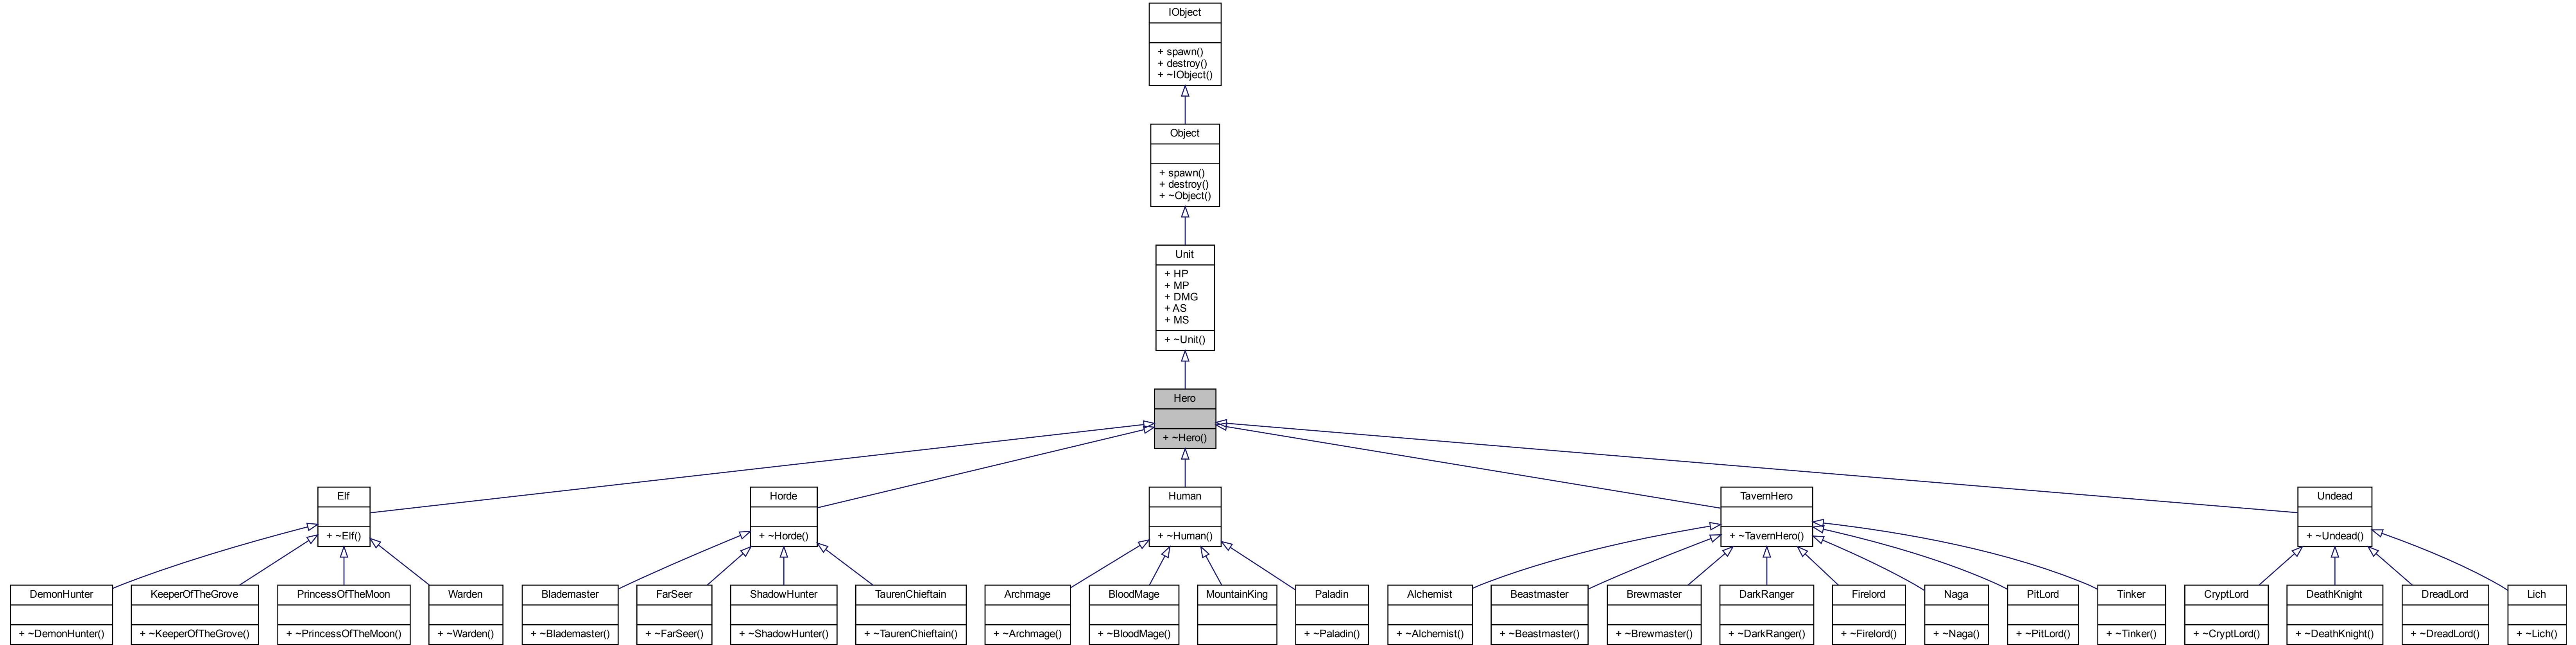 IObject
+ spawn()
+ destroy()
+ ~IObject()
Object
+ spawn()
+ destroy()
+ ~Object()
Unit
+ HP
+ MP
+ DMG
+ AS
+ MS
+ ~Unit()
Hero
+ ~Hero()
Elf
+ ~Elf()
Horde
+ ~Horde()
Human
+ ~Human()
TavernHero
+ ~TavernHero()
Undead
+ ~Undead()
DemonHunter
+ ~DemonHunter()
KeeperOfTheGrove
+ ~KeeperOfTheGrove()
PrincessOfTheMoon
+ ~PrincessOfTheMoon()
Warden
+ ~Warden()
Blademaster
+ ~Blademaster()
FarSeer
+ ~FarSeer()
ShadowHunter
+ ~ShadowHunter()
TaurenChieftain
+ ~TaurenChieftain()
Archmage
+ ~Archmage()
BloodMage
+ ~BloodMage()
MountainKing
Paladin
+ ~Paladin()
Alchemist
+ ~Alchemist()
Beastmaster
+ ~Beastmaster()
Brewmaster
+ ~Brewmaster()
DarkRanger
+ ~DarkRanger()
Firelord
+ ~Firelord()
Naga
+ ~Naga()
PitLord
+ ~PitLord()
Tinker
+ ~Tinker()
CryptLord
+ ~CryptLord()
DeathKnight
+ ~DeathKnight()
DreadLord
+ ~DreadLord()
Lich
+ ~Lich()